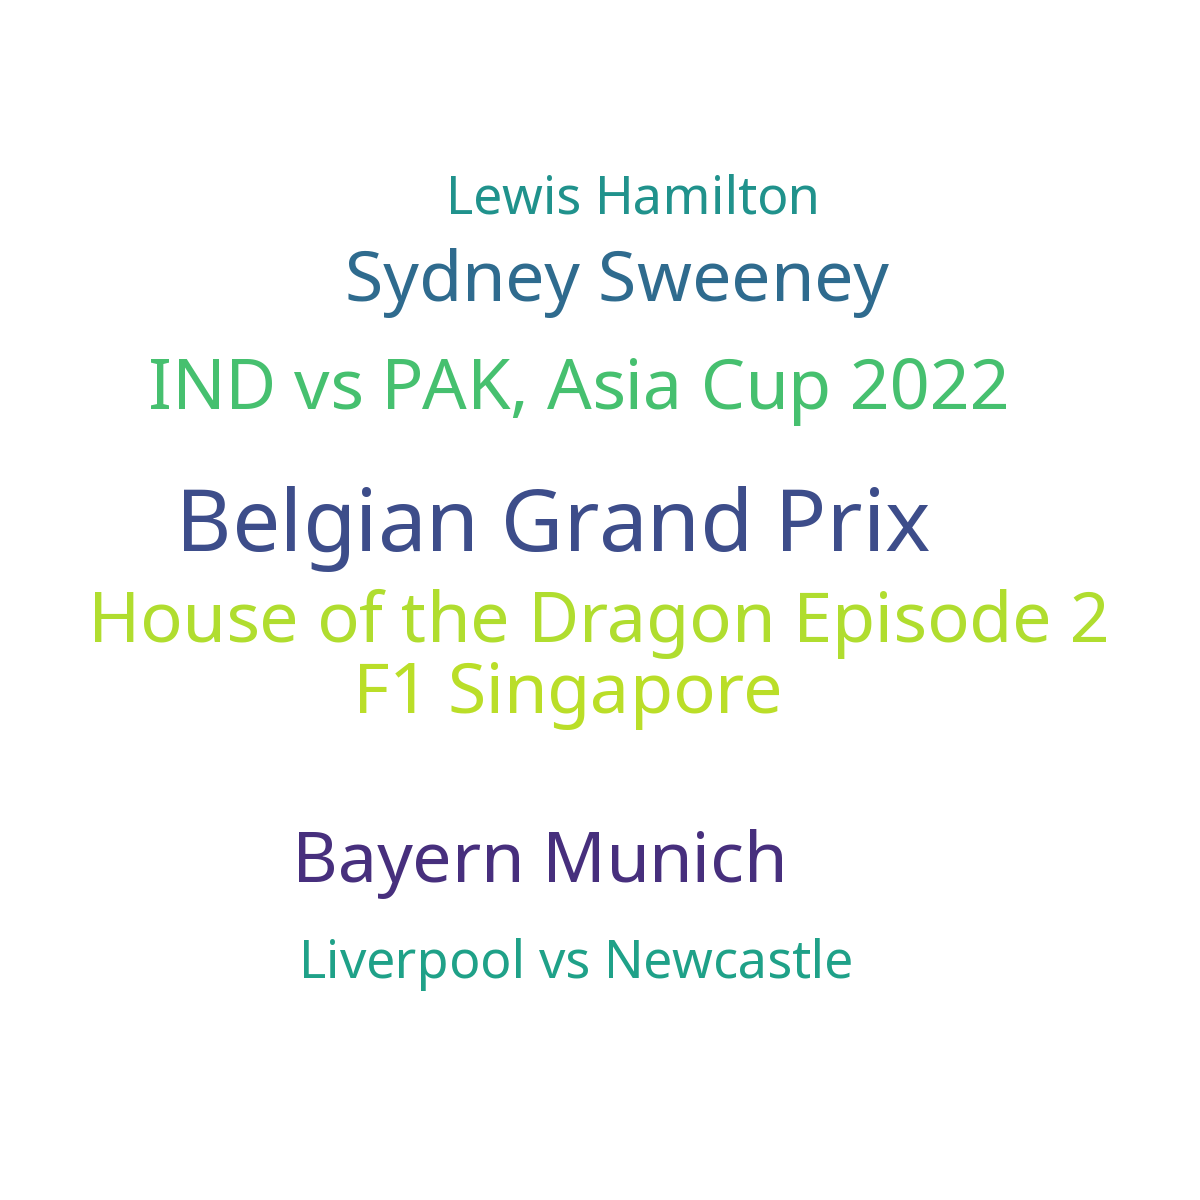 Lewis Hamilton
Sydney Sweeney
IND vs PAK, Asia Cup 2022
Belgian Grand Prix
House of the Dragon Episode 2
F1 Singapore
Bayern Munich
Liverpool vs Newcastle